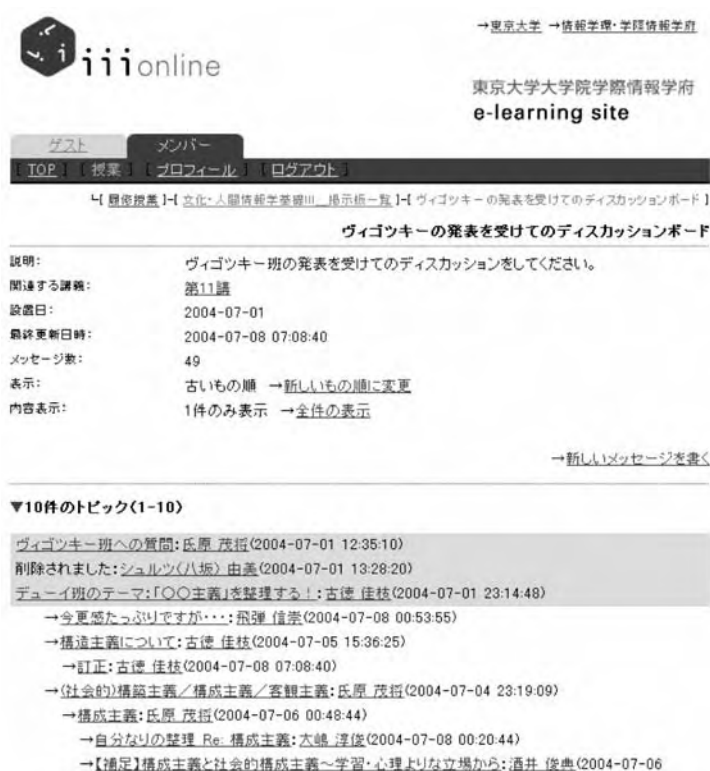 →東京大学 →情報学環・学際情報学府
iiionline
東京大学大学院学際情報学府
e-learning site
ゲスト メンバー
[ TOP ] [ 授業 ] [ プロフィール ] [ ログアウト ]
┗[ 履修授業 ]-[ 文化・人間情報学基礎III__掲示板一覧 ]-[ ヴィゴツキーの発表を受けてのディスカッションボード ]
ヴィゴツキーの発表を受けてのディスカッションボード
説明: ヴィゴツキー班の発表を受けてのディスカッションをしてください。
関連する講義: 第11講
設置日: 2004-07-01
最終更新日時: 2004-07-08 07:08:40
メッセージ数: 49
表示: 古いもの順 →新しいもの順に変更
内容表示: 1件のみ表示 →全件の表示
→新しいメッセージを書く
▼10件のトピック(1-10)
ヴィゴツキー班への質問: 氏原 茂将(2004-07-01 12:35:10)
削除されました: シュルツ(八坂) 由美(2004-07-01 13:28:20)
デューイ班のテーマ:「〇〇主義」を整理する!: 古徳 佳枝(2004-07-01 23:14:48)
→今更感たっぷりですが・・・: 飛弾 信崇(2004-07-08 00:53:55)
→構造主義について: 古徳 佳枝(2004-07-05 15:36:25)
→訂正: 古徳 佳枝(2004-07-08 07:08:40)
→(社会的)構築主義/構成主義/客観主義: 氏原 茂将(2004-07-04 23:19:09)
→構成主義: 氏原 茂将(2004-07-06 00:48:44)
→自分なりの整理 Re: 構成主義: 大嶋 淳俊(2004-07-08 00:20:44)
→【補足】構成主義と社会的構成主義~学習・心理よりな立場から: 酒井 俊典(2004-07-06